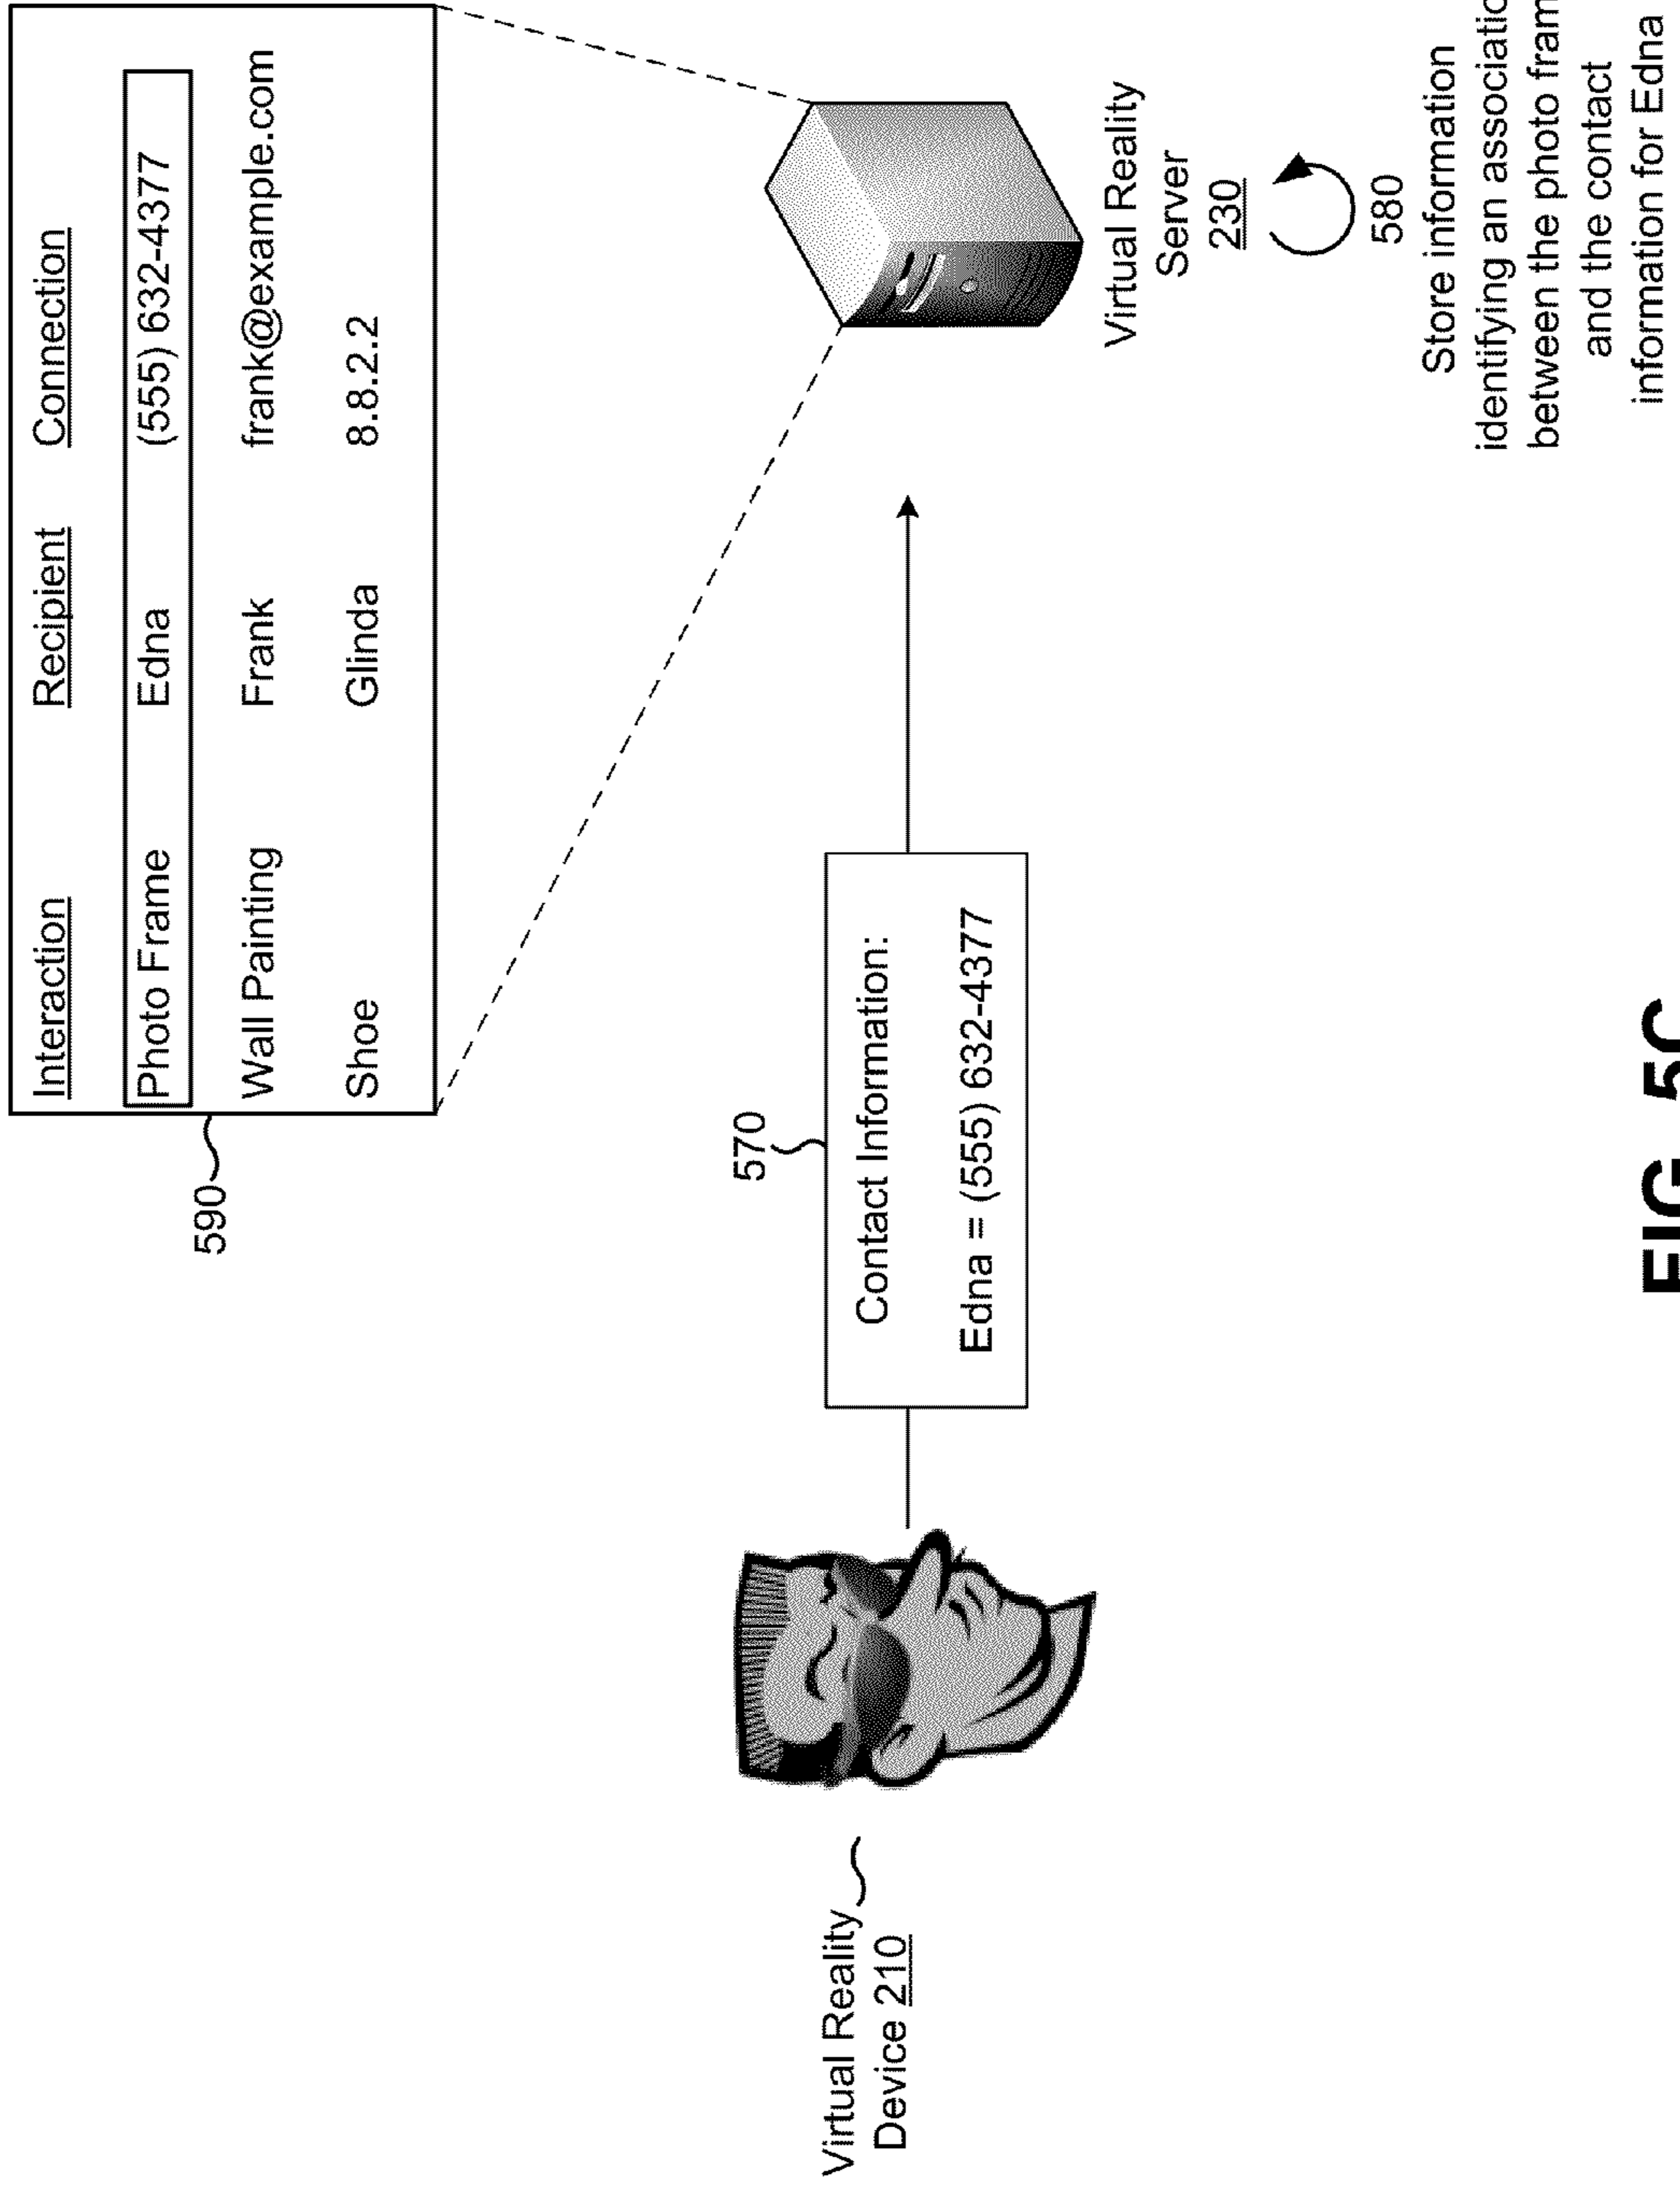 Interaction Recipient Connection
Photo Frame Edna (555) 632-4377
Wall Painting Frank frank@example.com
Shoe Glinda 8.8.2.2
590
570
Contact Information:
Edna = (555) 632-4377
Virtual Reality
Device 210
Virtual Reality
Server
230
580
Store information
identifying an associatio
between the photo fram
and the contact
information for Edna
FIG. 5C